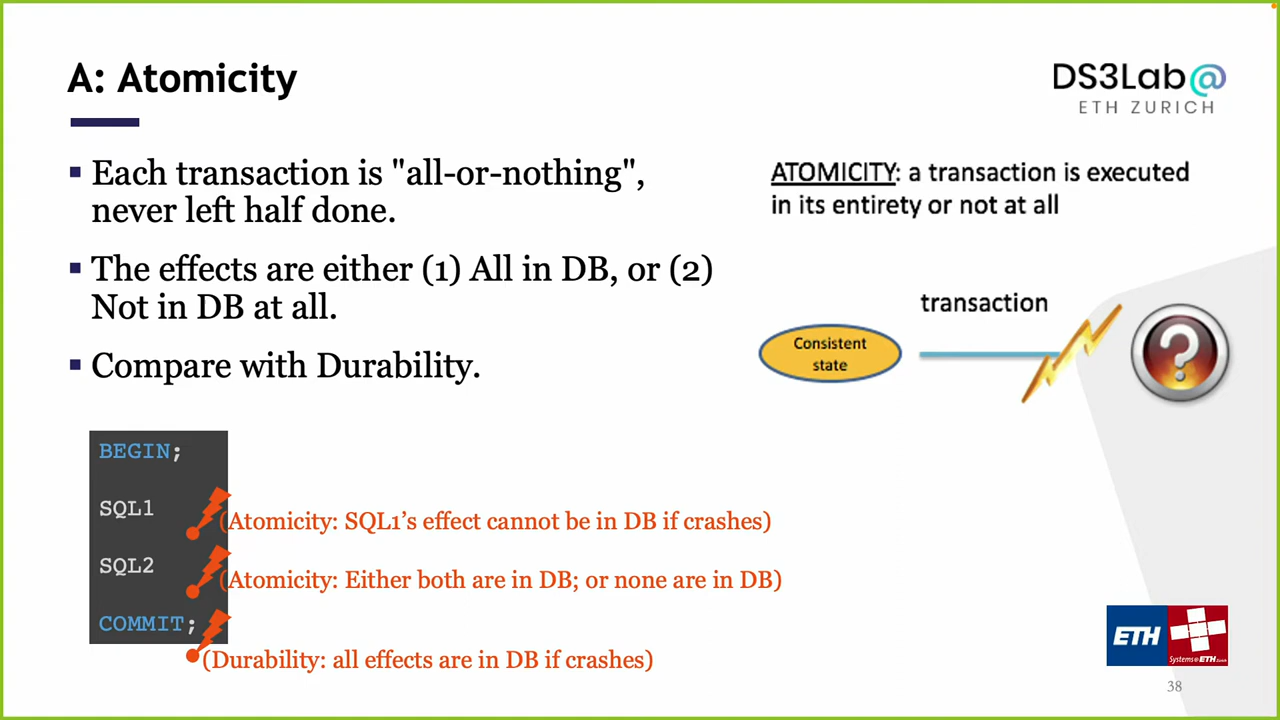 A: Atomicity
DS3Lab@
ETH ZURICH
▪ Each transaction is "all-or-nothing",
never left half done.
▪ The effects are either (1) All in DB, or (2)
Not in DB at all.
▪ Compare with Durability.
ATOMICITY: a transaction is executed
in its entirety or not at all
transaction
Consistent
state
?
BEGIN;
SQL1
(Atomicity: SQL1’s effect cannot be in DB if crashes)
SQL2
(Atomicity: Either both are in DB; or none are in DB)
COMMIT;
(Durability: all effects are in DB if crashes)
ETH
Systems@ETH Zurich
38